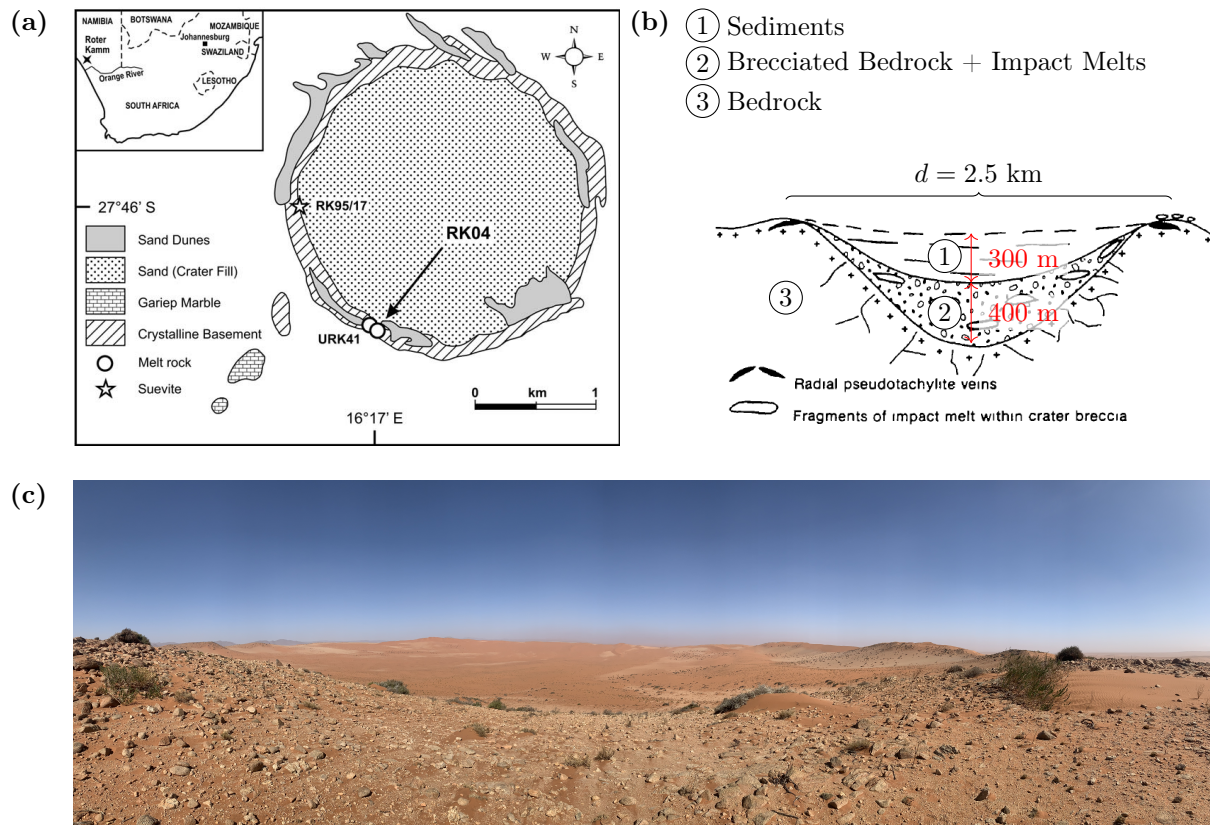 (a)
NAMIBIA
BOTSWANA
MOZAMBIQUE
Johannesburg
SWAZILAND
Roter
Kamm
Orange River
LESOTHO
SOUTH AFRICA
N
W E
S
27°46' S
RK95/17
RK04
Sand Dunes
Sand (Crater Fill)
Gariep Marble
Crystalline Basement
Melt rock
Suevite
URK41
0 km 1
16°17' E
(b)
1 Sediments
2 Brecciated Bedrock + Impact Melts
3 Bedrock
d = 2.5 km
1
300 m
3
2
400 m
Radial pseudotachylite veins
Fragments of impact melt within crater breccia
(c)